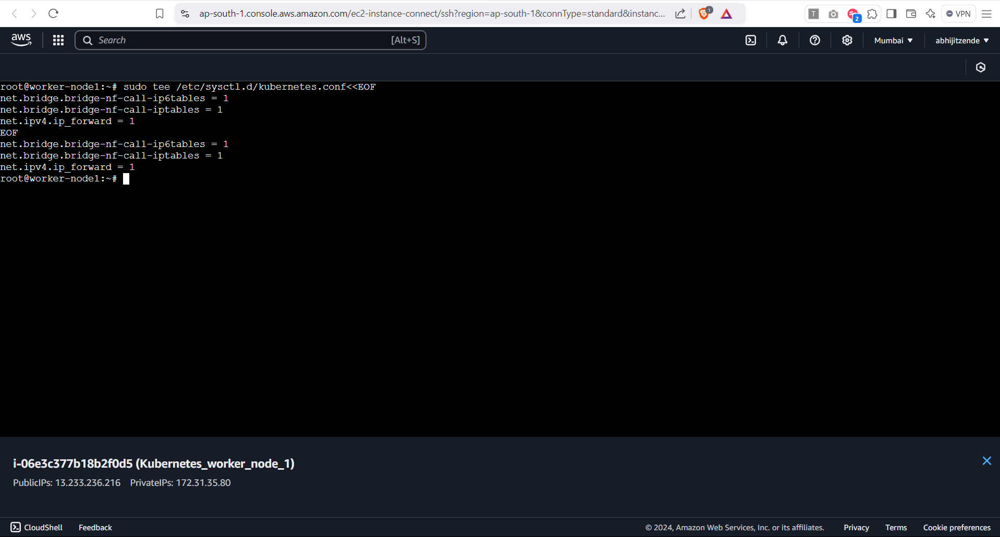 ap-south-1.console.aws.amazon.com/ec2-instance-connect/ssh?region=ap-south-1&connType=standard&instanc...
1
T
2
VPN
aws
Search
[Alt+S]
Mumbai
abhijitzende
root@worker-node1:~# sudo tee /etc/sysctl.d/kubernetes.conf<<EOF
net.bridge.bridge-nf-call-ip6tables = 1
net.bridge.bridge-nf-call-iptables = 1
net.ipv4.ip_forward = 1
EOF
net.bridge.bridge-nf-call-ip6tables = 1
net.bridge.bridge-nf-call-iptables = 1
net.ipv4.ip_forward = 1
root@worker-node1:~#
i-06e3c377b18b2f0d5 (Kubernetes_worker_node_1)
PublicIPs: 13.233.236.216 PrivateIPs: 172.31.35.80
CloudShell
Feedback
© 2024, Amazon Web Services, Inc. or its affiliates.
Privacy
Terms
Cookie preferences